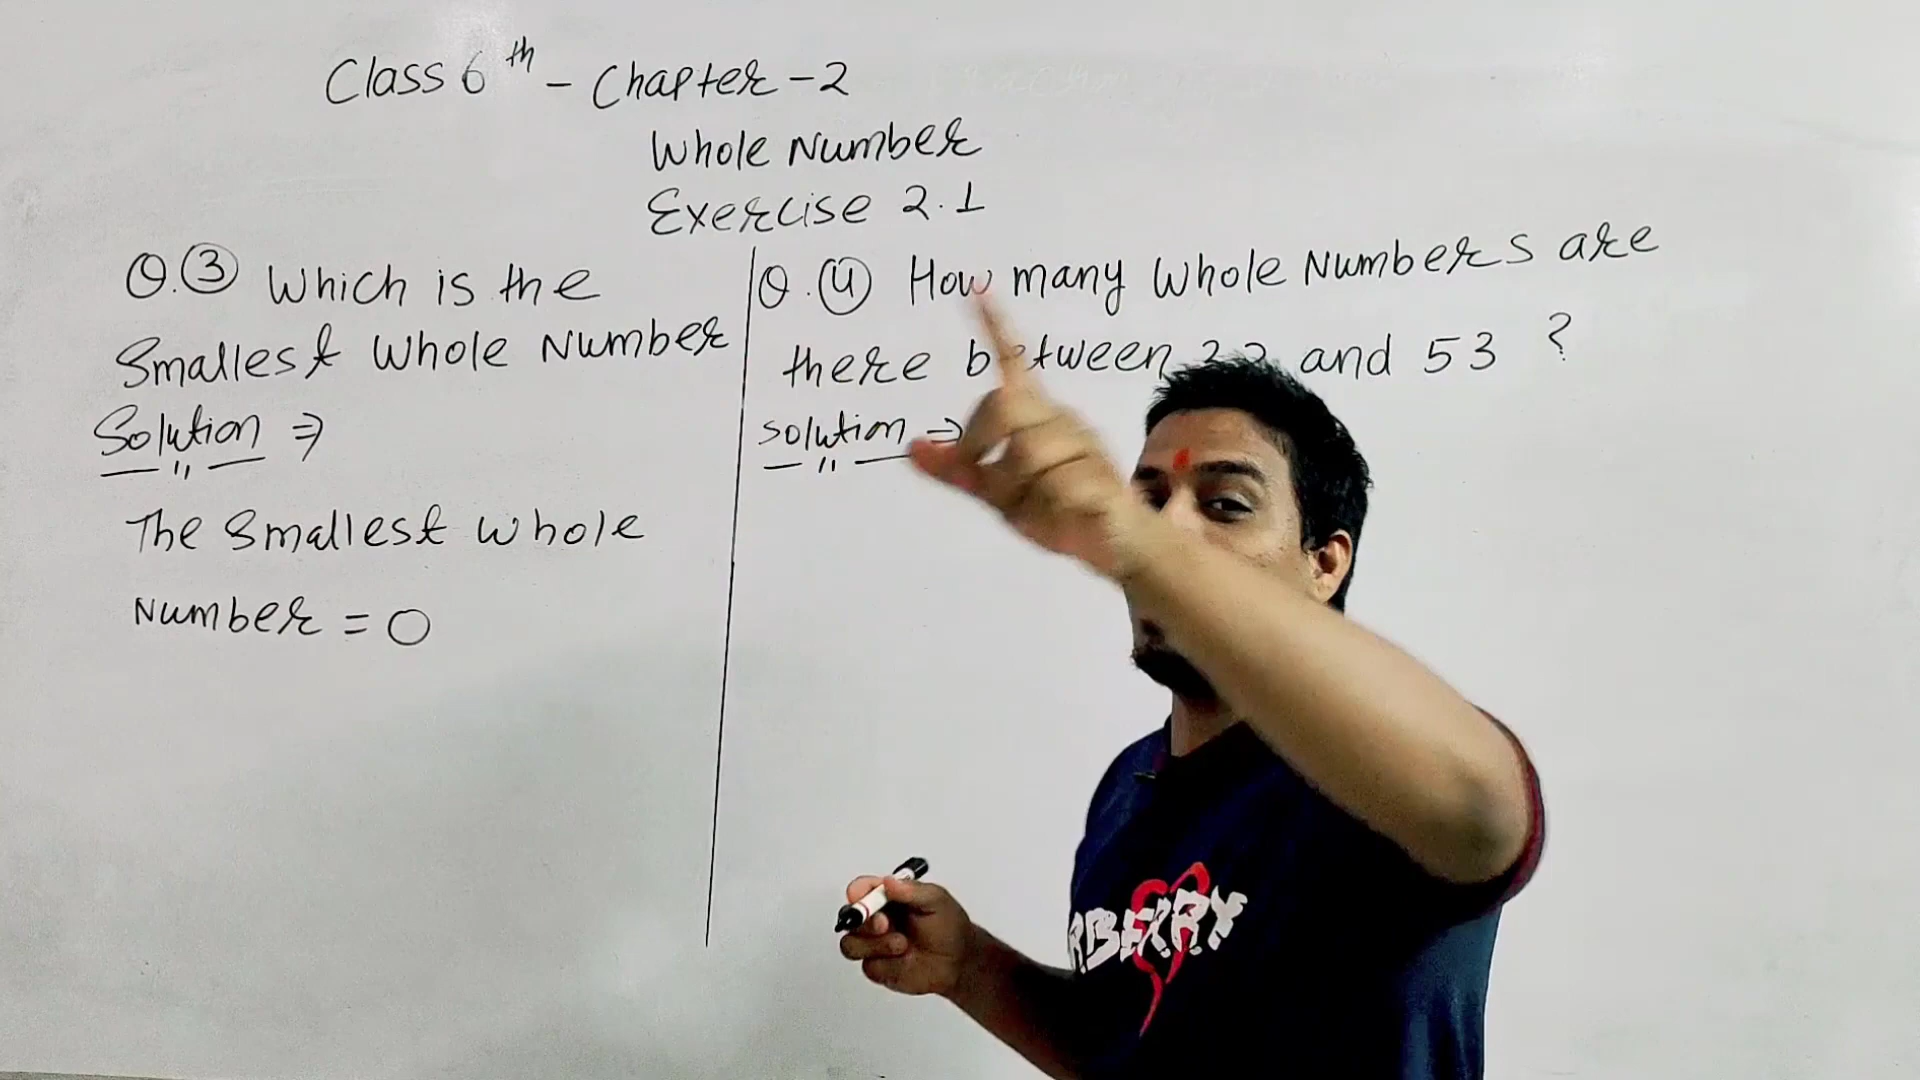 Class 6th - Chapter - 2
Whole Number
Exercise 2.1
Q.③ Which is the
Smallest Whole Number
Solution ⇒
The Smallest whole
Number = 0
Q.④ How many Whole Numbers are
there between and 53 ?
Solution ⇒
RBERRY